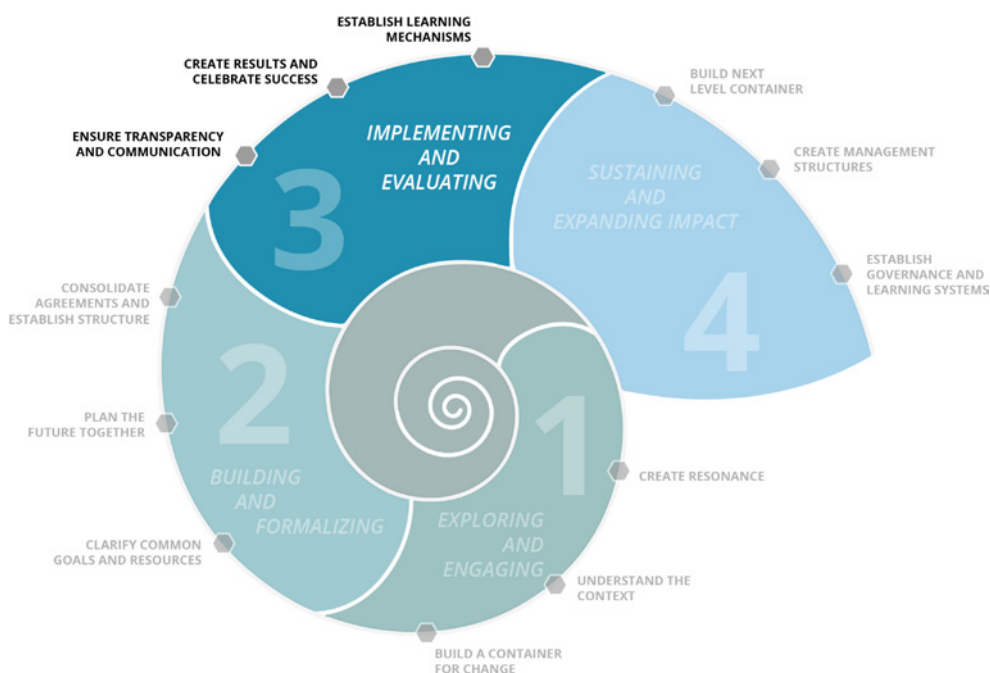 ESTABLISH LEARNING
MECHANISMS
CREATE RESULTS AND
CELEBRATE SUCCESS
ENSURE TRANSPARENCY
AND COMMUNICATION
IMPLEMENTING
AND
EVALUATING
3
BUILD NEXT
LEVEL CONTAINER
CREATE MANAGEMENT
STRUCTURES
ESTABLISH
GOVERNANCE AND
LEARNING SYSTEMS
SUSTAINING
AND
EXPANDING IMPACT
4
CONSOLIDATE
AGREEMENTS AND
ESTABLISH STRUCTURE
PLAN THE
FUTURE TOGETHER
CLARIFY COMMON
GOALS AND RESOURCES
2
BUILDING
AND
FORMALIZING
1
EXPLORING
AND
ENGAGING
CREATE RESONANCE
UNDERSTAND THE
CONTEXT
BUILD A CONTAINER
FOR CHANGE